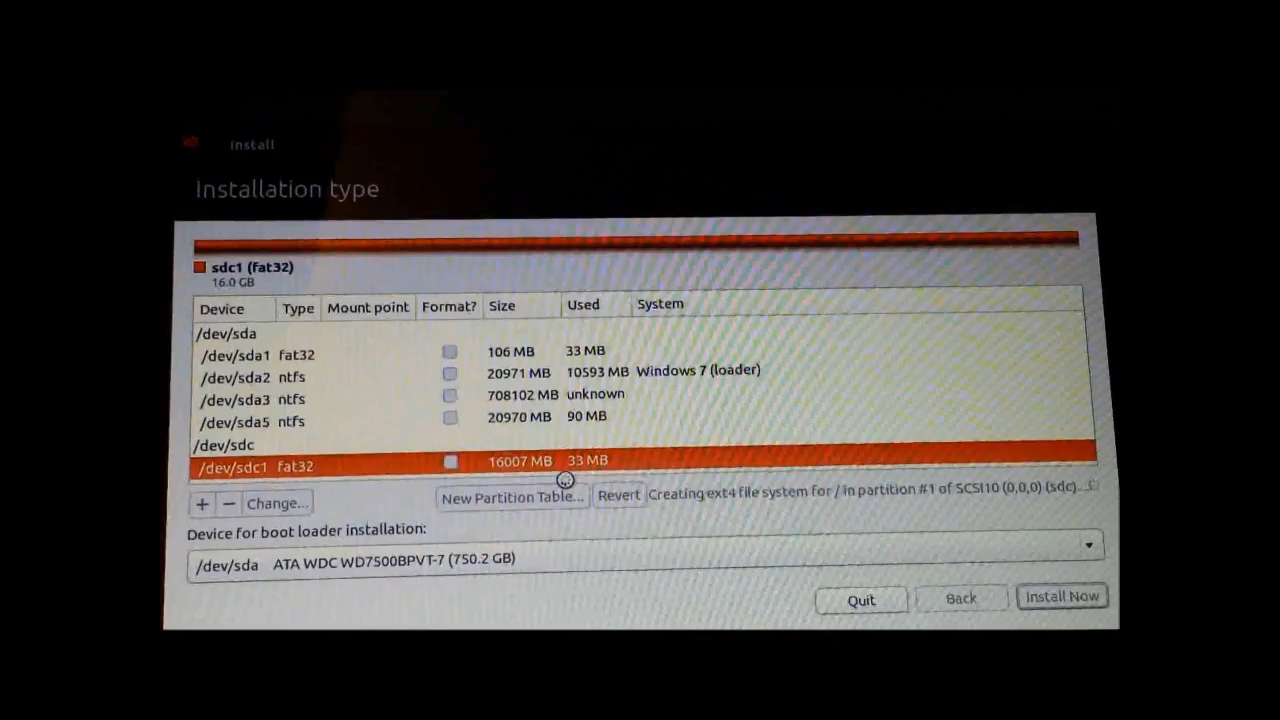 Install
Installation type
sdc1 (fat32)
16.0 GB
Device Type Mount point Format? Size Used System
/dev/sda
/dev/sda1 fat32 106 MB 33 MB
/dev/sda2 ntfs 20971 MB 10593 MB Windows 7 (loader)
/dev/sda3 ntfs 708102 MB unknown
/dev/sda5 ntfs 20970 MB 90 MB
/dev/sdc
/dev/sdc1 fat32 16007 MB 33 MB
+ − Change... New Partition Table... Revert Creating ext4 file system for / in partition #1 of SCSI10 (0,0,0) (sdc)...
Device for boot loader installation:
/dev/sda ATA WDC WD7500BPVT-7 (750.2 GB)
Quit Back Install Now